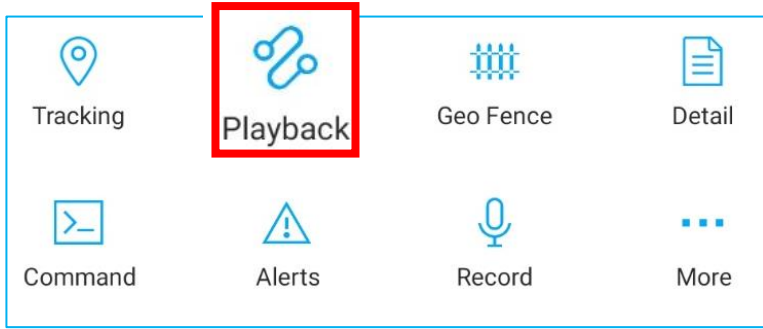 Tracking
Playback
Geo Fence
Detail
Command
Alerts
Record
More